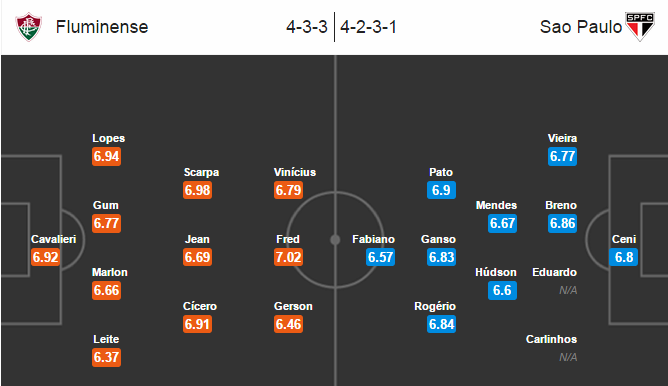 Fluminense 4-3-3 4-2-3-1 Sao Paulo SPFC
Lopes
6.94
Gum
6.77
Cavalieri
6.92
Marlon
6.66
Leite
6.37
Scarpa
6.98
Jean
6.69
Cícero
6.91
Vinícius
6.79
Fred
7.02
Gerson
6.46
Fabiano
6.57
Pato
6.9
Ganso
6.83
Rogério
6.84
Mendes
6.67
Húdson
6.6
Vieira
6.77
Breno
6.86
Eduardo
N/A
Carlinhos
N/A
Ceni
6.8